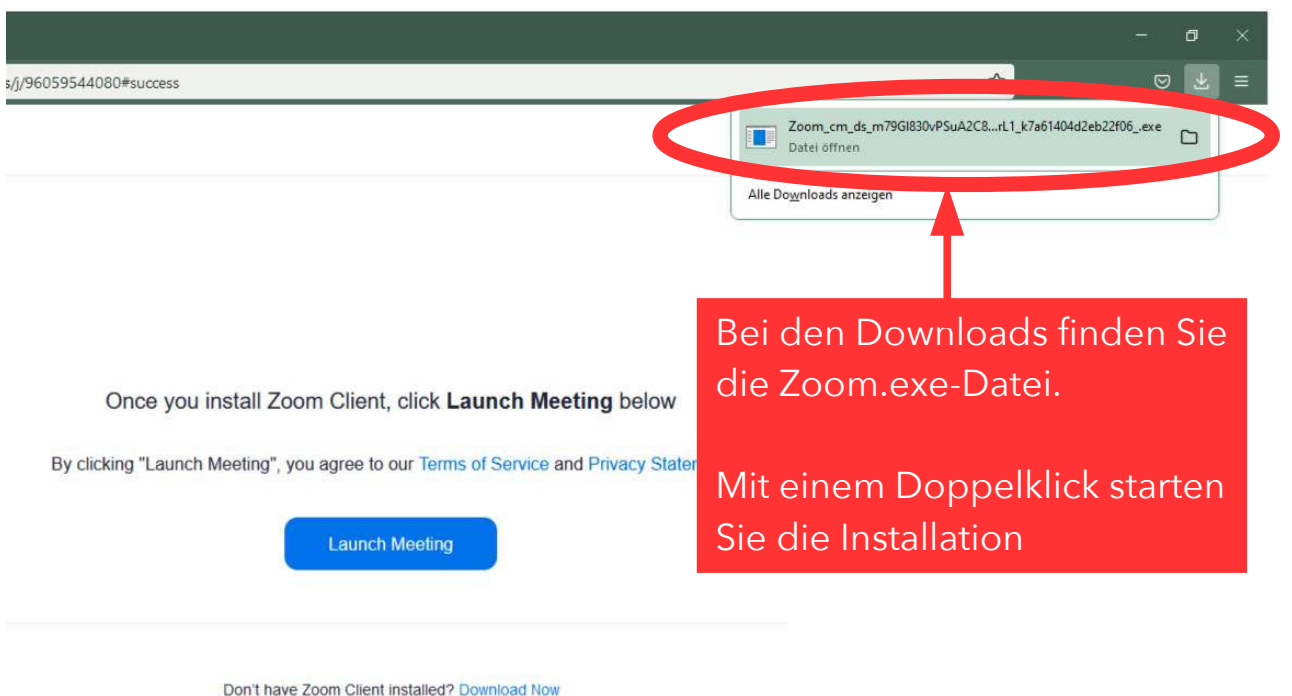 s/j/96059544080#success
Zoom_cm_ds_m79GI830vPSuA2C8...rL1_k7a61404d2eb22f06_.exe
Datei öffnen
Alle Downloads anzeigen
Bei den Downloads finden Sie
die Zoom.exe-Datei.
Mit einem Doppelklick starten
Sie die Installation
Once you install Zoom Client, click Launch Meeting below
By clicking "Launch Meeting", you agree to our Terms of Service and Privacy Stater
Launch Meeting
Don't have Zoom Client installed? Download Now